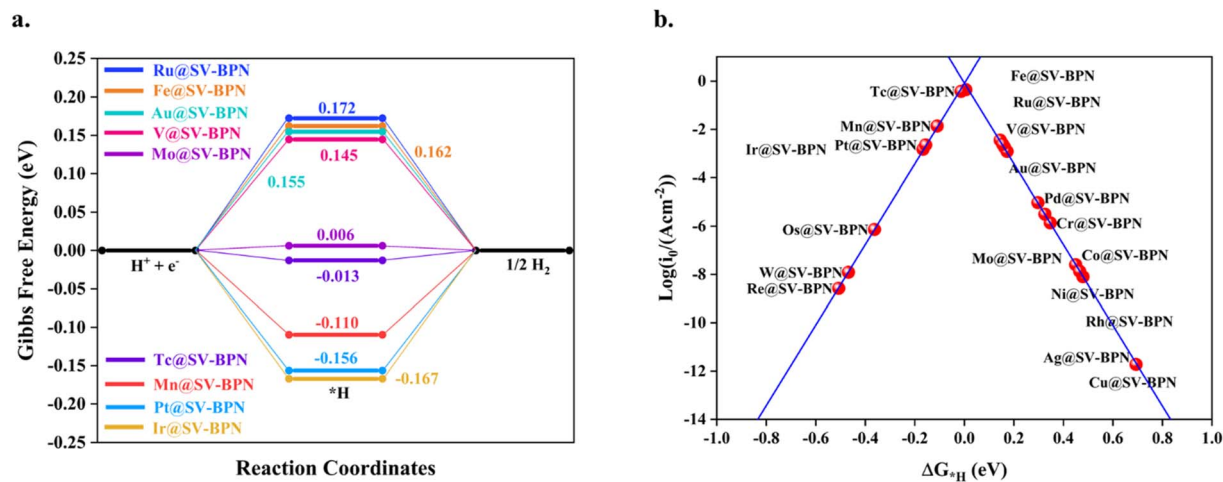 a.
0.25
0.20
0.15
0.10
0.05
0.00
-0.05
-0.10
-0.15
-0.20
-0.25
Gibbs Free Energy (eV)
Ru@SV-BPN
Fe@SV-BPN
Au@SV-BPN
V@SV-BPN
Mo@SV-BPN
0.172
0.162
0.145
0.155
0.006
H⁺ + e⁻
1/2 H₂
-0.013
-0.110
-0.156
-0.167
*H
Tc@SV-BPN
Mn@SV-BPN
Pt@SV-BPN
Ir@SV-BPN
Reaction Coordinates
b.
0
-2
-4
-6
-8
-10
-12
-14
Log(i₀/(Acm⁻²))
Fe@SV-BPN
Tc@SV-BPN
Ru@SV-BPN
Mn@SV-BPN
V@SV-BPN
Ir@SV-BPN
Pt@SV-BPN
Au@SV-BPN
Pd@SV-BPN
Cr@SV-BPN
Os@SV-BPN
Mo@SV-BPN
Co@SV-BPN
W@SV-BPN
Re@SV-BPN
Ni@SV-BPN
Rh@SV-BPN
Ag@SV-BPN
Cu@SV-BPN
-1.0 -0.8 -0.6 -0.4 -0.2 0.0 0.2 0.4 0.6 0.8 1.0
ΔG*H (eV)